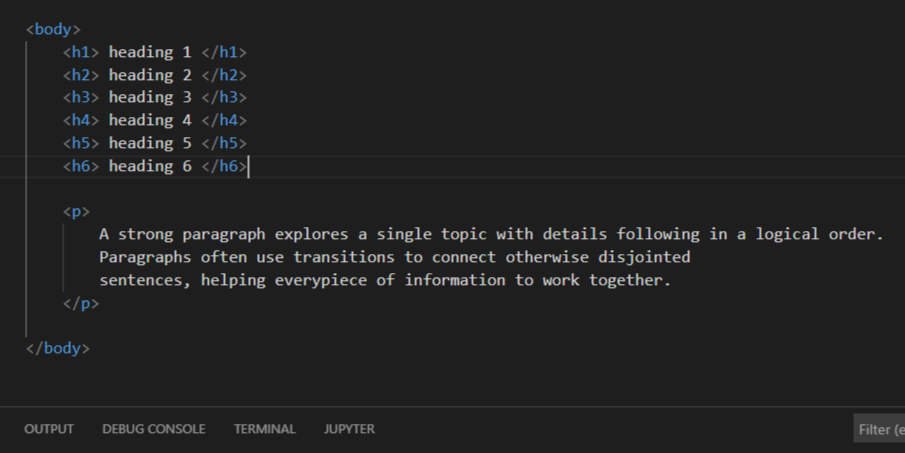 <body>
<h1> heading 1 </h1>
<h2> heading 2 </h2>
<h3> heading 3 </h3>
<h4> heading 4 </h4>
<h5> heading 5 </h5>
<h6> heading 6 </h6>
<p>
A strong paragraph explores a single topic with details following in a logical order.
Paragraphs often use transitions to connect otherwise disjointed
sentences, helping everypiece of information to work together.
</p>
</body>
OUTPUT DEBUG CONSOLE TERMINAL JUPYTER Filter (e